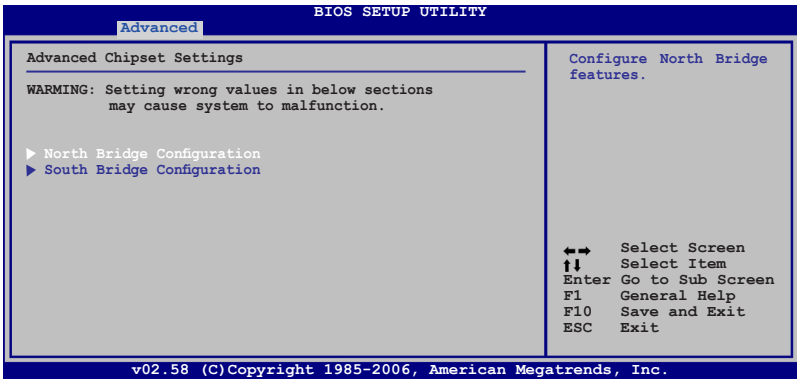 BIOS SETUP UTILITY
Advanced
Advanced Chipset Settings
WARMING: Setting wrong values in below sections
may cause system to malfunction.
North Bridge Configuration
South Bridge Configuration
Configure North Bridge
features.
Select Screen
Select Item
Enter Go to Sub Screen
F1 General Help
F10 Save and Exit
ESC Exit
v02.58 (C)Copyright 1985-2006, American Megatrends, Inc.